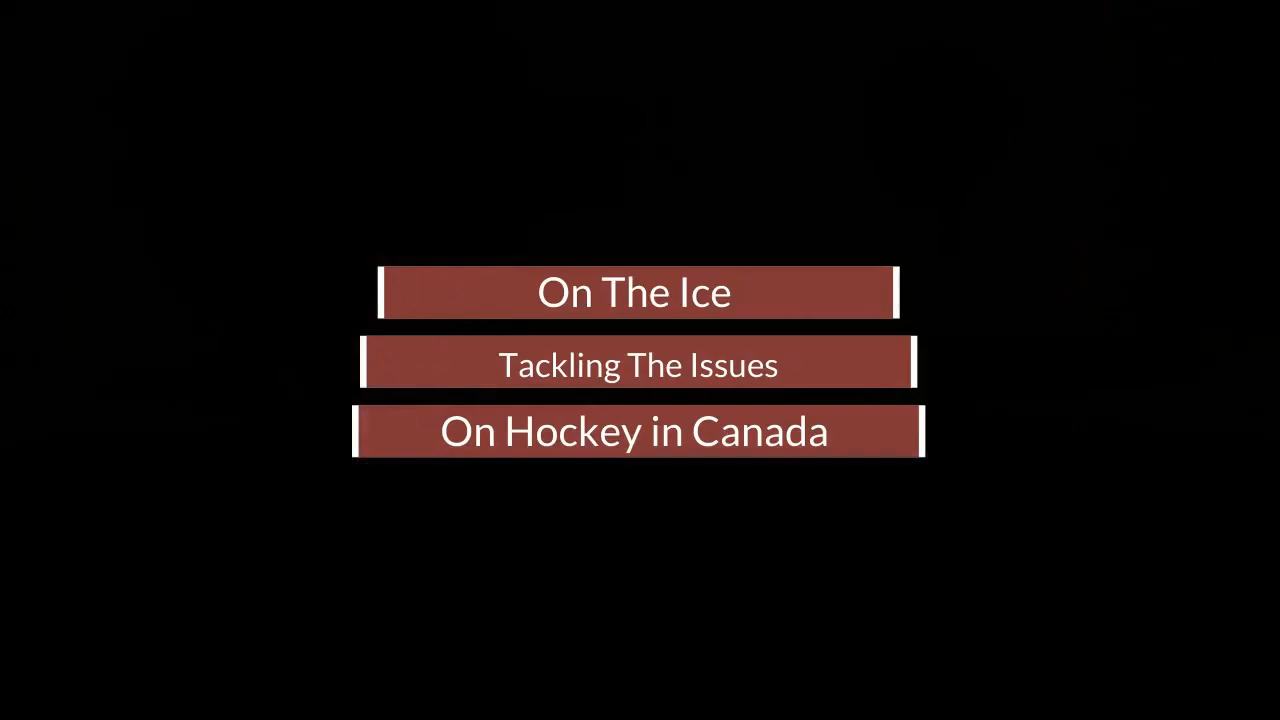 On The Ice
Tackling The Issues
On Hockey in Canada